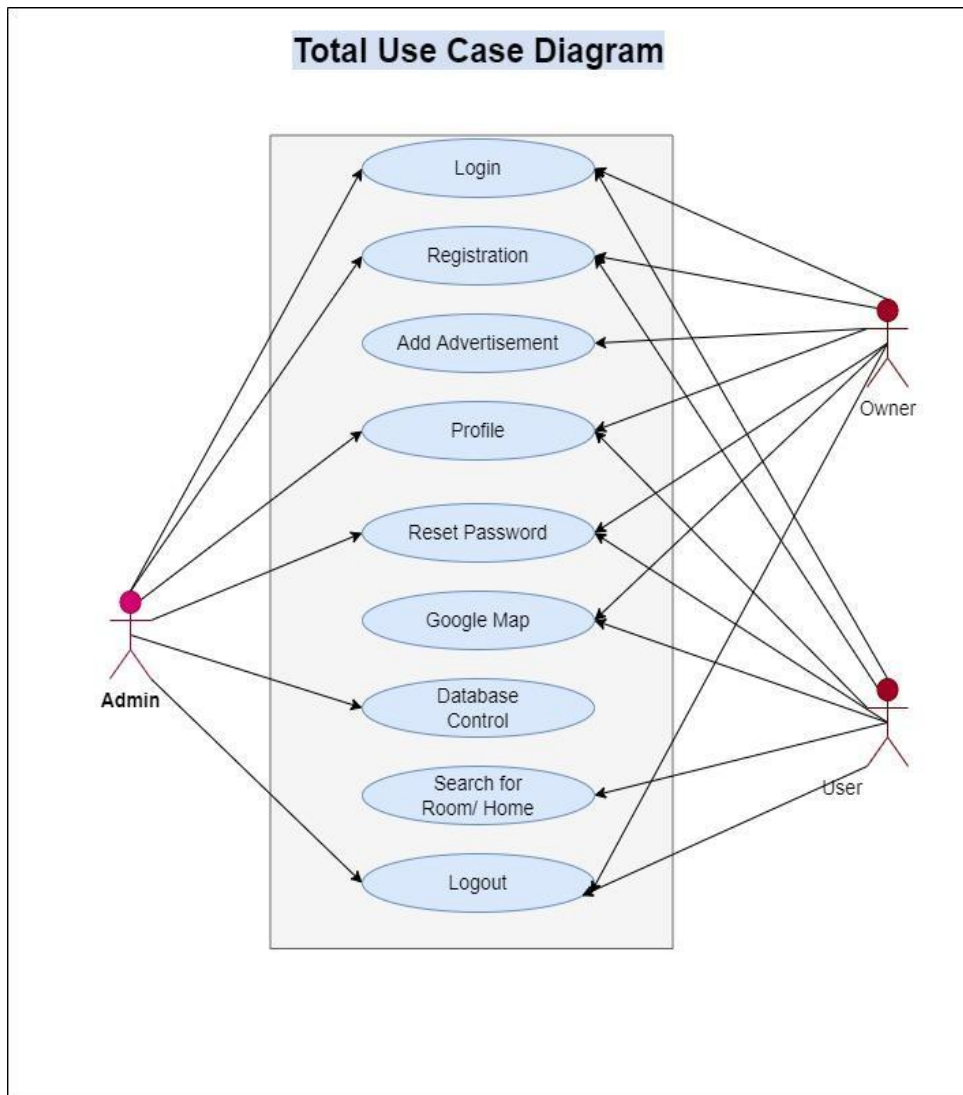 Total Use Case Diagram
Login
Registration
Add Advertisement
Profile
Reset Password
Google Map
Database
Control
Search for
Room/ Home
Logout
Admin
Owner
User